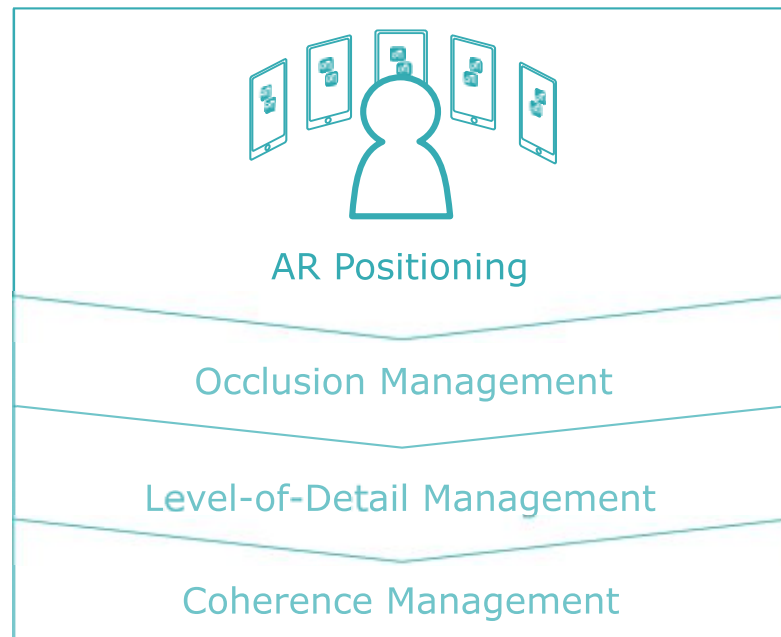 AR Positioning
Occlusion Management
Level-of-Detail Management
Coherence Management